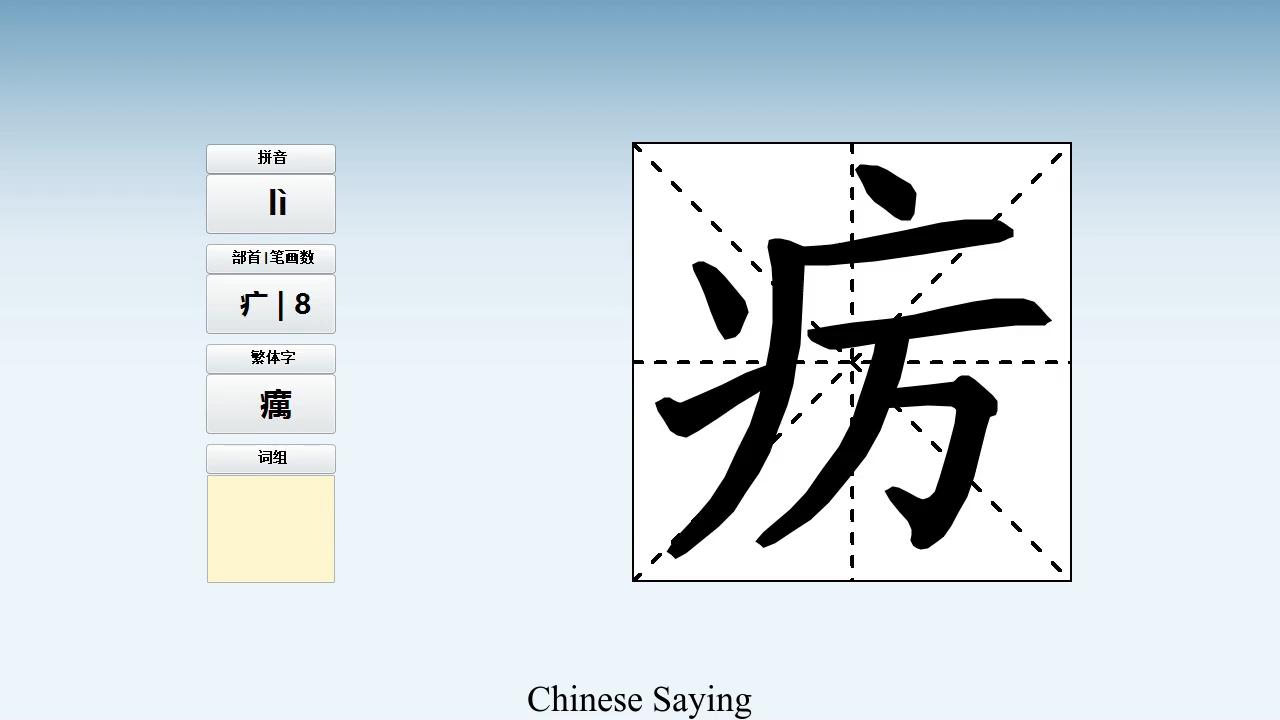 拼音
lì
部首|笔画数
疒 | 8
繁体字
癘
词组
疠
Chinese Saying